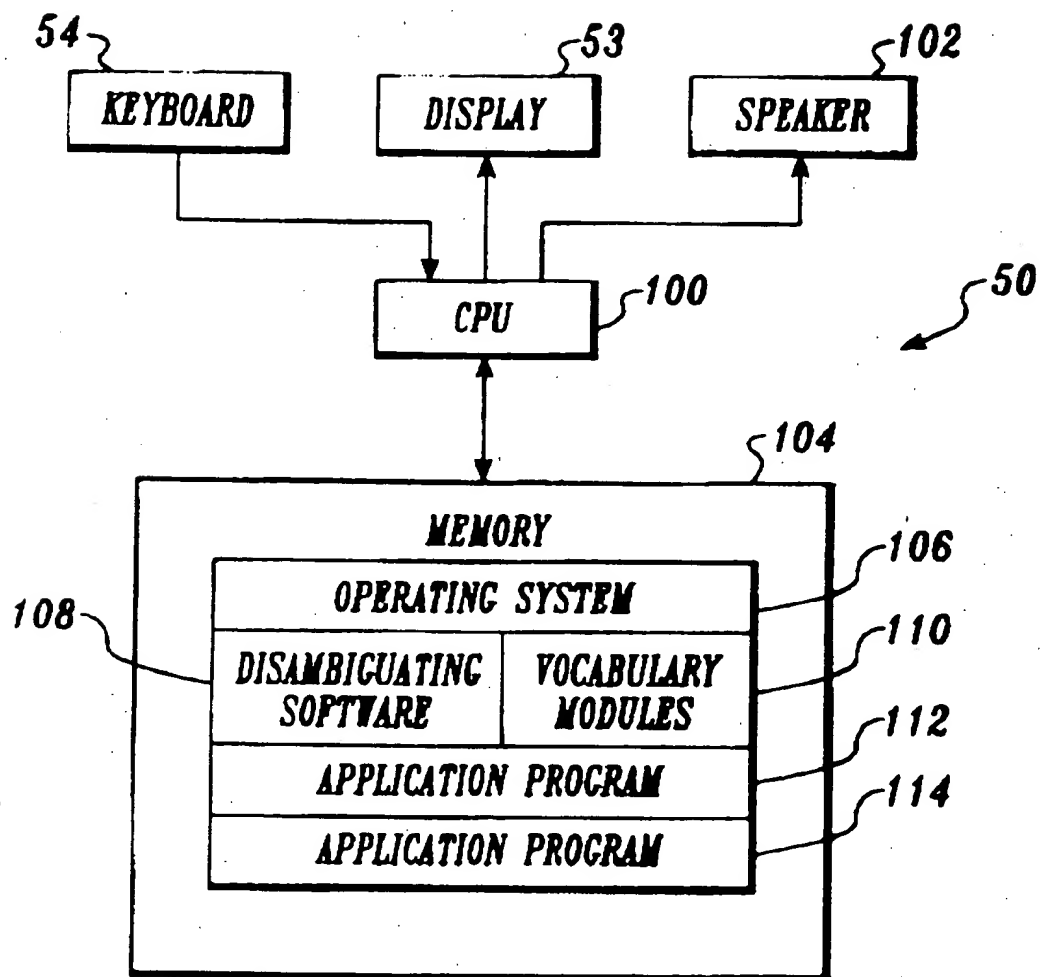 54
53
102
KEYBOARD
DISPLAY
SPEAKER
CPU
100
50
104
MEMORY
106
OPERATING SYSTEM
108
110
DISAMBIGUATING
SOFTWARE
VOCABULARY
MODULES
112
APPLICATION PROGRAM
114
APPLICATION PROGRAM